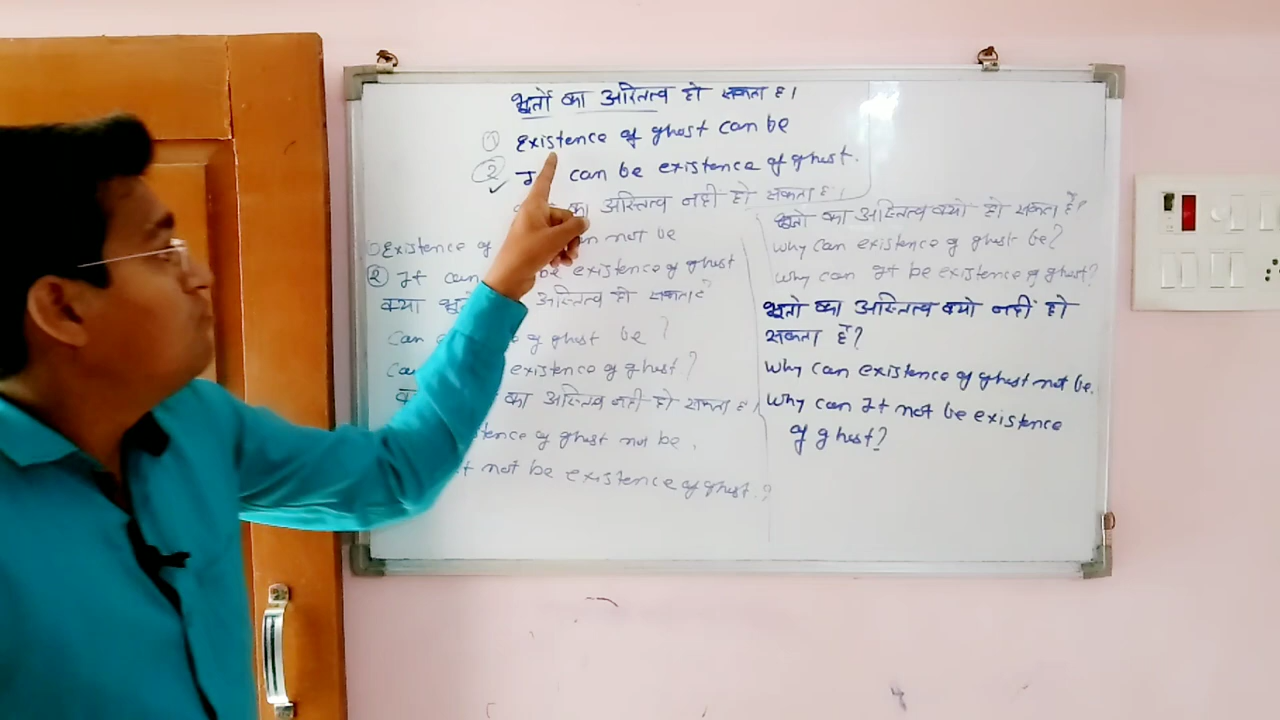 भूतों का अस्तित्व हो सकता है।
① Existence of ghost can be
② can be existence of ghost.
का अस्तित्व नहीं हो सकता है।
① Existence of not be
② It can be existence of ghost
क्या अस्तित्व हो सकता है
Can of ghost be ?
existence of ghost?
का अस्तित्व नहीं हो सकता है।
of ghost not be.
not be existence of ghost.?
भूतो का अस्तित्व क्यो हो सकता है?
Why can existence of ghost be?
Why can It be existence of ghost?
भूतो का अस्तित्व क्यो नहीं हो
सकता है?
Why can existence of ghost not be.
Why can It not be existence
of ghost?